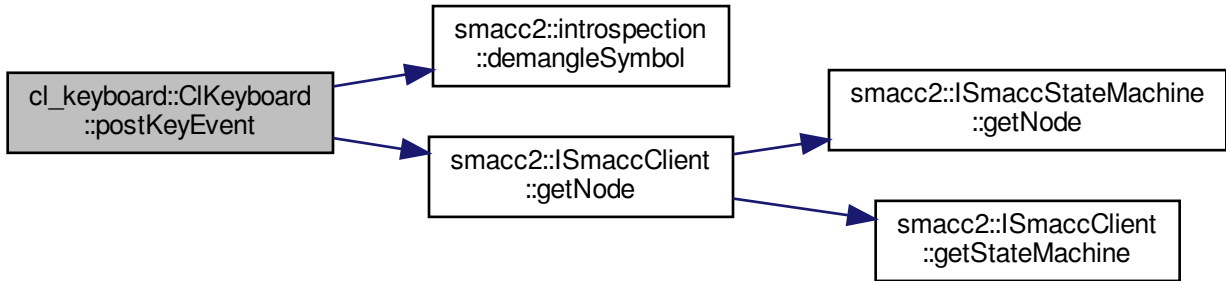 cl_keyboard::ClKeyboard
::postKeyEvent
smacc2::introspection
::demangleSymbol
smacc2::ISmaccClient
::getNode
smacc2::ISmaccStateMachine
::getNode
smacc2::ISmaccClient
::getStateMachine